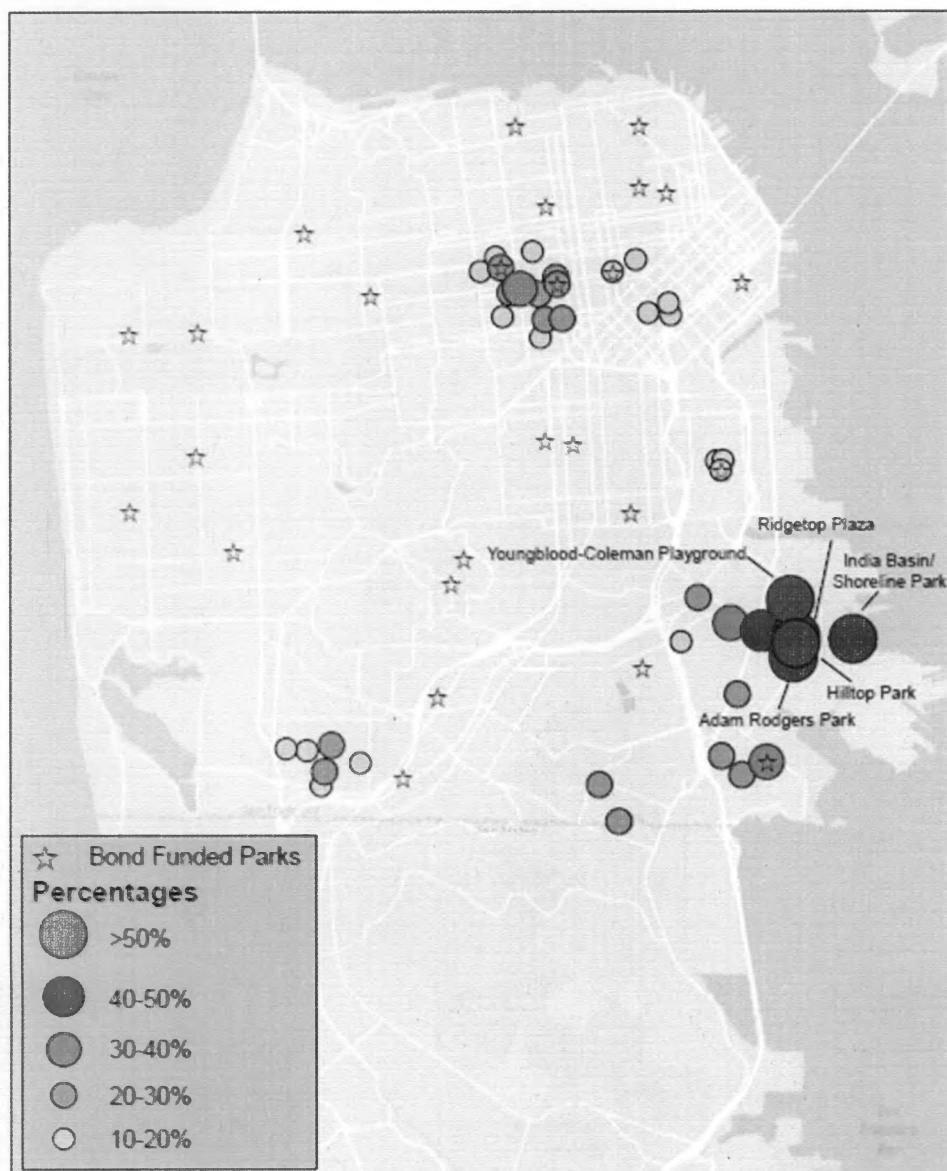 Ridgetop Plaza
Youngblood-Coleman Playground
India Basin/
Shoreline Park
Hilltop Park
Adam Rodgers Park
Bond Funded Parks
Percentages
>50%
40-50%
30-40%
20-30%
10-20%